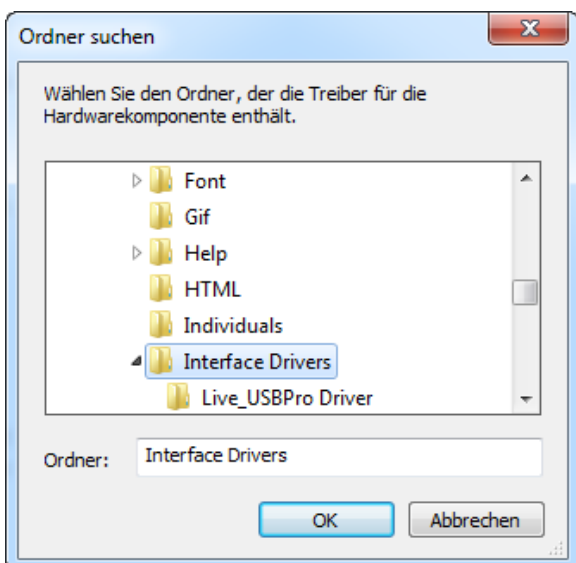 Ordner suchen
Wählen Sie den Ordner, der die Treiber für die
Hardwarekomponente enthält.
Font
Gif
Help
HTML
Individuals
Interface Drivers
Live_USBPro Driver
Ordner: Interface Drivers
OK Abbrechen